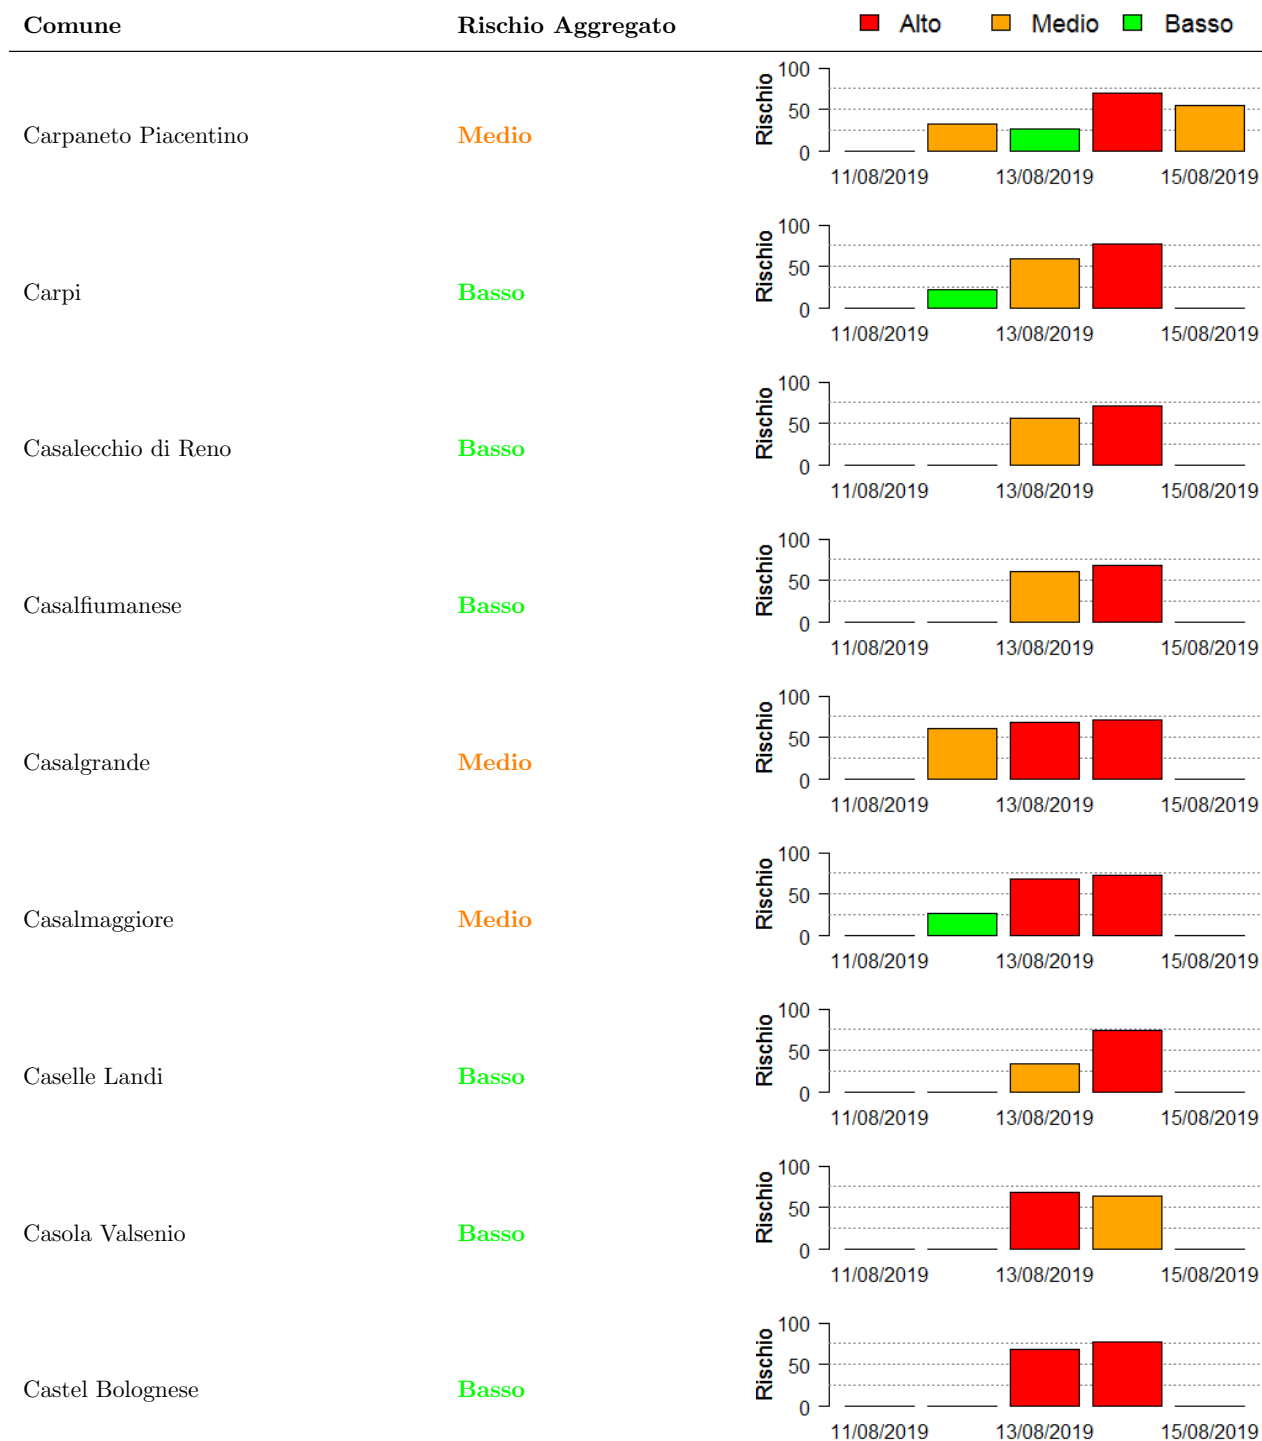 Comune Rischio Aggregato Alto Medio Basso
Carpaneto Piacentino Medio Rischio 100 50 0
11/08/2019 13/08/2019 15/08/2019
Carpi Basso Rischio 100 50 0
11/08/2019 13/08/2019 15/08/2019
Casalecchio di Reno Basso Rischio 100 50 0
11/08/2019 13/08/2019 15/08/2019
Casalfiumanese Basso Rischio 100 50 0
11/08/2019 13/08/2019 15/08/2019
Casalgrande Medio Rischio 100 50 0
11/08/2019 13/08/2019 15/08/2019
Casalmaggiore Medio Rischio 100 50 0
11/08/2019 13/08/2019 15/08/2019
Caselle Landi Basso Rischio 100 50 0
11/08/2019 13/08/2019 15/08/2019
Casola Valsenio Basso Rischio 100 50 0
11/08/2019 13/08/2019 15/08/2019
Castel Bolognese Basso Rischio 100 50 0
11/08/2019 13/08/2019 15/08/2019